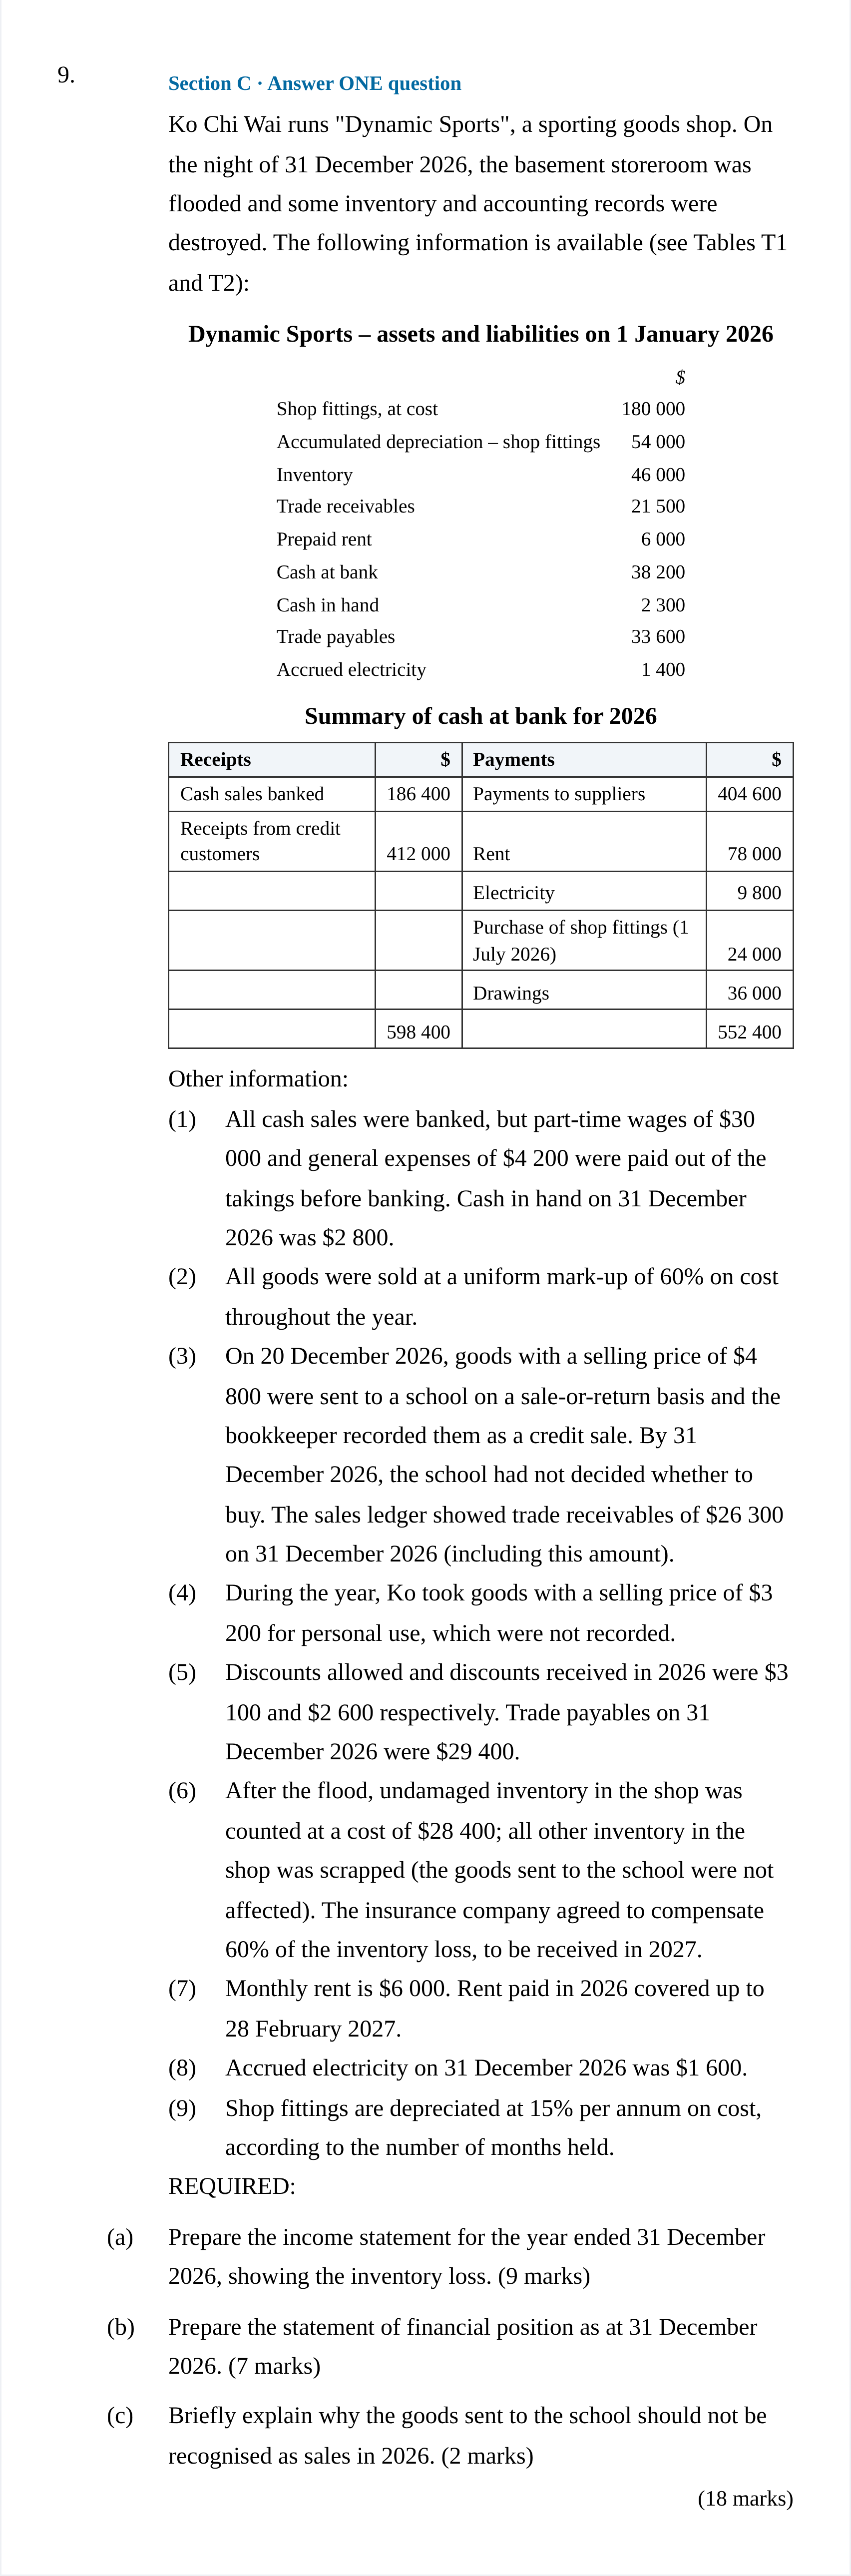 9.
Section C · Answer ONE question
Ko Chi Wai runs "Dynamic Sports", a sporting goods shop. On
the night of 31 December 2026, the basement storeroom was
flooded and some inventory and accounting records were
destroyed. The following information is available (see Tables T1
and T2):
Dynamic Sports – assets and liabilities on 1 January 2026
$
Shop fittings, at cost 180 000
Accumulated depreciation – shop fittings 54 000
Inventory 46 000
Trade receivables 21 500
Prepaid rent 6 000
Cash at bank 38 200
Cash in hand 2 300
Trade payables 33 600
Accrued electricity 1 400
Summary of cash at bank for 2026
Receipts $ Payments $
Cash sales banked 186 400 Payments to suppliers 404 600
Receipts from credit
customers 412 000 Rent 78 000
Electricity 9 800
Purchase of shop fittings (1
July 2026) 24 000
Drawings 36 000
598 400 552 400
Other information:
(1) All cash sales were banked, but part-time wages of $30
000 and general expenses of $4 200 were paid out of the
takings before banking. Cash in hand on 31 December
2026 was $2 800.
(2) All goods were sold at a uniform mark-up of 60% on cost
throughout the year.
(3) On 20 December 2026, goods with a selling price of $4
800 were sent to a school on a sale-or-return basis and the
bookkeeper recorded them as a credit sale. By 31
December 2026, the school had not decided whether to
buy. The sales ledger showed trade receivables of $26 300
on 31 December 2026 (including this amount).
(4) During the year, Ko took goods with a selling price of $3
200 for personal use, which were not recorded.
(5) Discounts allowed and discounts received in 2026 were $3
100 and $2 600 respectively. Trade payables on 31
December 2026 were $29 400.
(6) After the flood, undamaged inventory in the shop was
counted at a cost of $28 400; all other inventory in the
shop was scrapped (the goods sent to the school were not
affected). The insurance company agreed to compensate
60% of the inventory loss, to be received in 2027.
(7) Monthly rent is $6 000. Rent paid in 2026 covered up to
28 February 2027.
(8) Accrued electricity on 31 December 2026 was $1 600.
(9) Shop fittings are depreciated at 15% per annum on cost,
according to the number of months held.
REQUIRED:
(a) Prepare the income statement for the year ended 31 December
2026, showing the inventory loss. (9 marks)
(b) Prepare the statement of financial position as at 31 December
2026. (7 marks)
(c) Briefly explain why the goods sent to the school should not be
recognised as sales in 2026. (2 marks)
(18 marks)